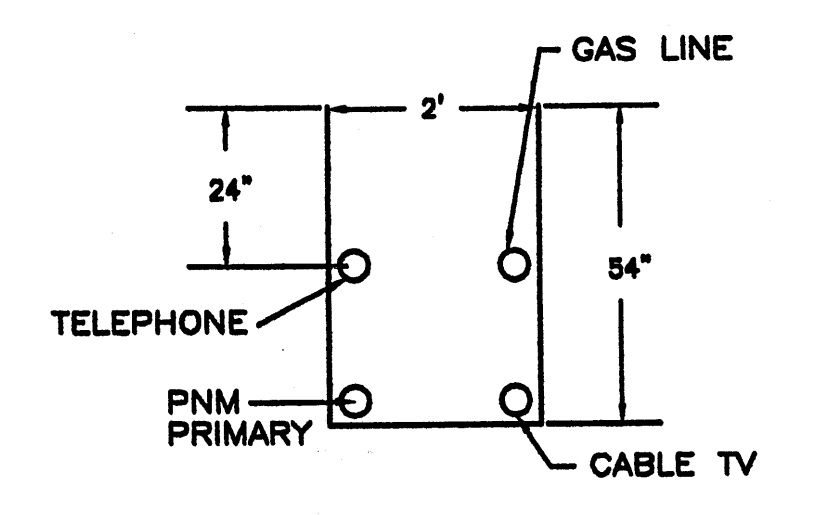 GAS LINE
2'
24"
54"
TELEPHONE
PNM
PRIMARY
CABLE TV